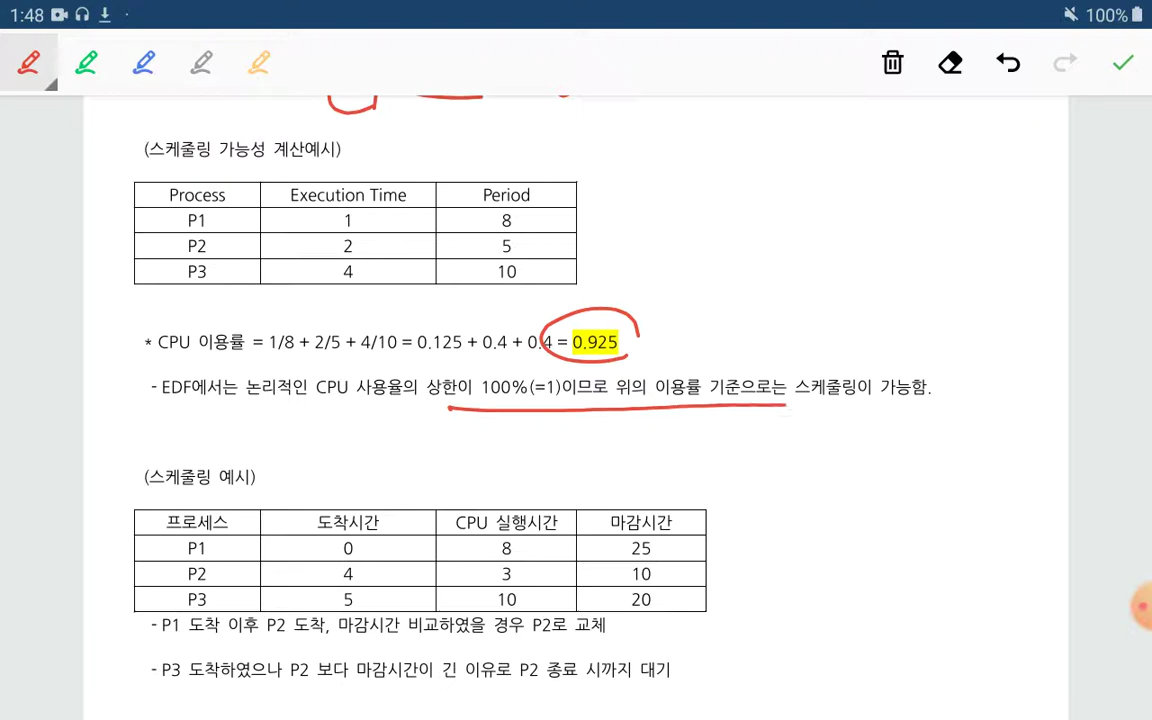 1:48
100%
(스케줄링 가능성 계산예시)
Process Execution Time Period
P1 1 8
P2 2 5
P3 4 10
* CPU 이용률 = 1/8 + 2/5 + 4/10 = 0.125 + 0.4 + 0.4 = 0.925
- EDF에서는 논리적인 CPU 사용율의 상한이 100%(=1)이므로 위의 이용률 기준으로는 스케줄링이 가능함.
(스케줄링 예시)
프로세스 도착시간 CPU 실행시간 마감시간
P1 0 8 25
P2 4 3 10
P3 5 10 20
- P1 도착 이후 P2 도착, 마감시간 비교하였을 경우 P2로 교체
- P3 도착하였으나 P2 보다 마감시간이 긴 이유로 P2 종료 시까지 대기